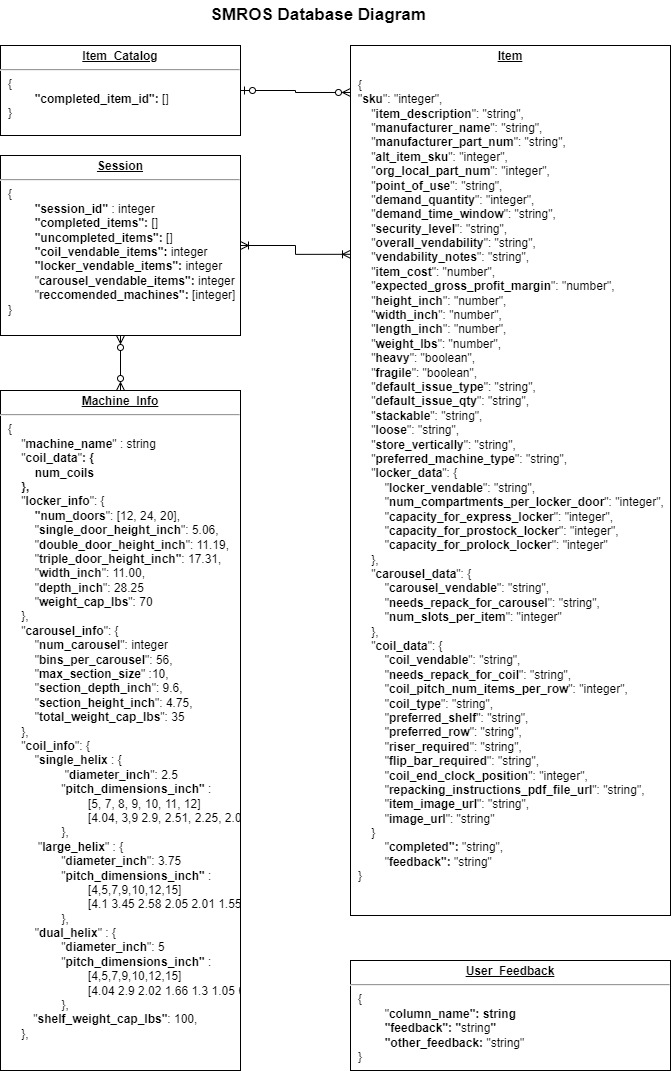 SMROS Database Diagram
Item_Catalog
{
"completed_item_id": []
}
Session
{
"session_id" : integer
"completed_items": []
"uncompleted_items": []
"coil_vendable_items": integer
"locker_vendable_items": integer
"carousel_vendable_items": integer
"reccomended_machines": [integer]
}
Machine_Info
{
"machine_name" : string
"coil_data": {
num_coils
},
"locker_info": {
"num_doors": [12, 24, 20],
"single_door_height_inch": 5.06,
"double_door_height_inch": 11.19,
"triple_door_height_inch": 17.31,
"width_inch": 11.00,
"depth_inch": 28.25
"weight_cap_lbs": 70
},
"carousel_info": {
"num_carousel": integer
"bins_per_carousel": 56,
"max_section_size" :10,
"section_depth_inch": 9.6,
"section_height_inch": 4.75,
"total_weight_cap_lbs": 35
},
"coil_info": {
"single_helix : {
"diameter_inch": 2.5
"pitch_dimensions_inch" :
[5, 7, 8, 9, 10, 11, 12]
[4.04, 3,9 2.9, 2.51, 2.25, 2.0
},
"large_helix" : {
"diameter_inch": 3.75
"pitch_dimensions_inch" :
[4,5,7,9,10,12,15]
[4.1 3.45 2.58 2.05 2.01 1.55
},
"dual_helix" : {
"diameter_inch": 5
"pitch_dimensions_inch" :
[4,5,7,9,10,12,15]
[4.04 2.9 2.02 1.66 1.3 1.05
},
"shelf_weight_cap_lbs": 100,
},
Item
{
"sku": "integer",
"item_description": "string",
"manufacturer_name": "string",
"manufacturer_part_num": "string",
"alt_item_sku": "integer",
"org_local_part_num": "integer",
"point_of_use": "string",
"demand_quantity": "integer",
"demand_time_window": "string",
"security_level": "string",
"overall_vendability": "string",
"vendability_notes": "string",
"item_cost": "number",
"expected_gross_profit_margin": "number",
"height_inch": "number",
"width_inch": "number",
"length_inch": "number",
"weight_lbs": "number",
"heavy": "boolean",
"fragile": "boolean",
"default_issue_type": "string",
"default_issue_qty": "string",
"stackable": "string",
"loose": "string",
"store_vertically": "string",
"preferred_machine_type": "string",
"locker_data": {
"locker_vendable": "string",
"num_compartments_per_locker_door": "integer",
"capacity_for_express_locker": "integer",
"capacity_for_prostock_locker": "integer",
"capacity_for_prolock_locker": "integer"
},
"carousel_data": {
"carousel_vendable": "string",
"needs_repack_for_carousel": "string",
"num_slots_per_item": "integer"
},
"coil_data": {
"coil_vendable": "string",
"needs_repack_for_coil": "string",
"coil_pitch_num_items_per_row": "integer",
"coil_type": "string",
"preferred_shelf": "string",
"preferred_row": "string",
"riser_required": "string",
"flip_bar_required": "string",
"coil_end_clock_position": "integer",
"repacking_instructions_pdf_file_url": "string",
"item_image_url": "string",
"image_url": "string"
}
"completed": "string",
"feedback": "string"
}
User_Feedback
{
"column_name": string
"feedback": "string"
"other_feedback: "string"
}